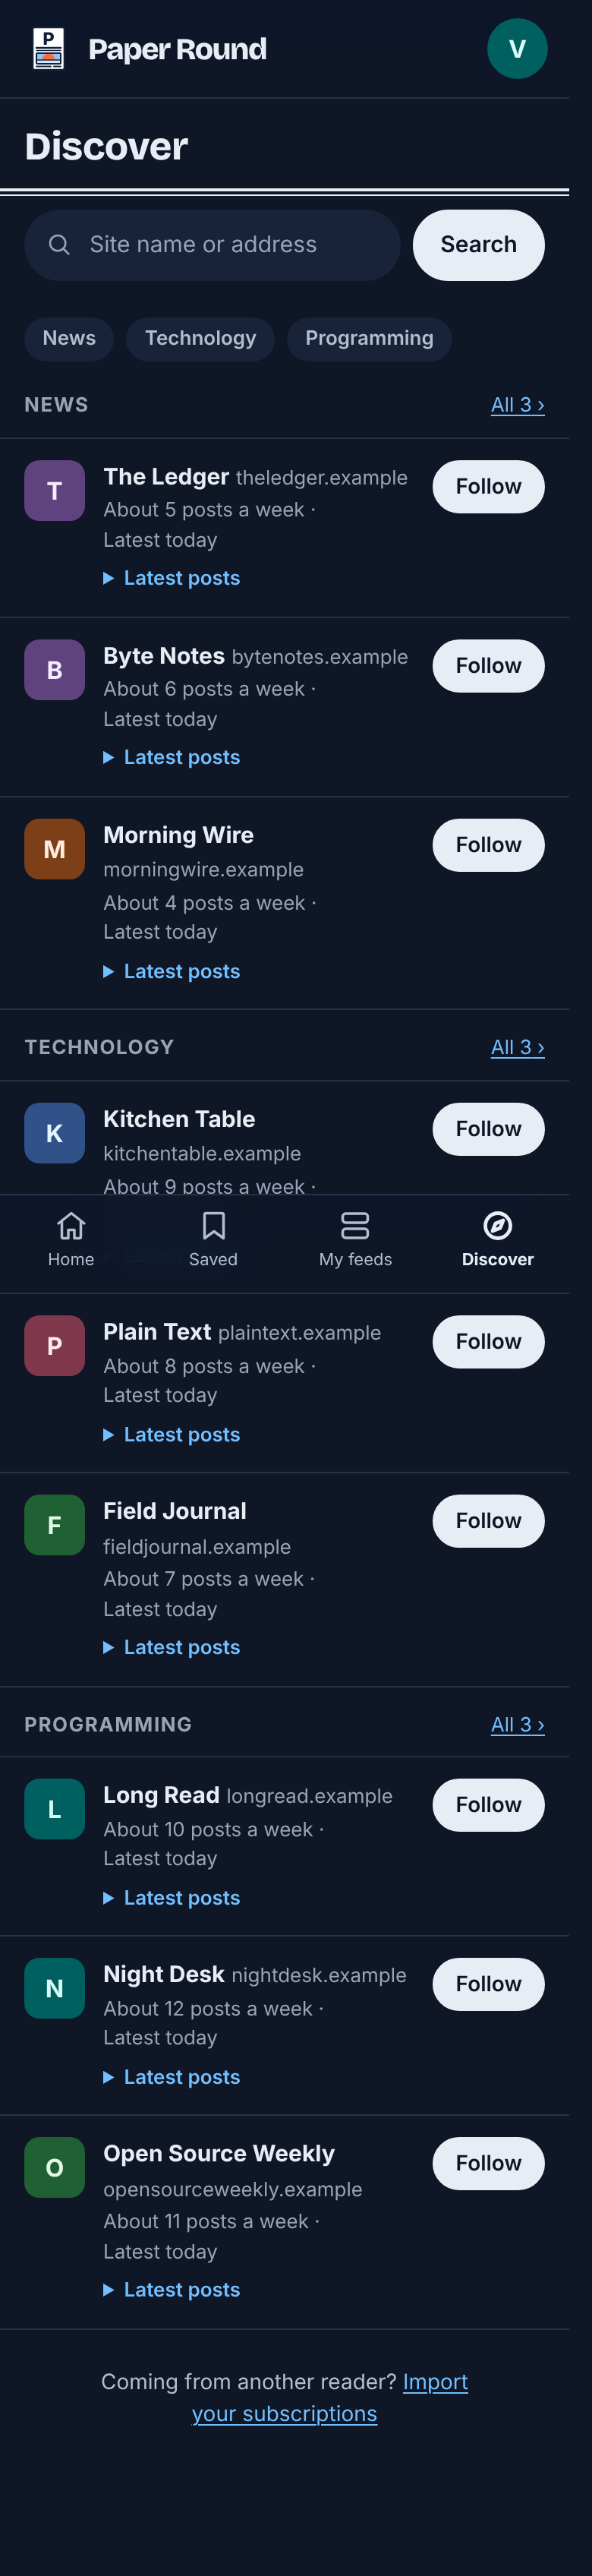 P
Paper Round
V
Discover
Site name or address
Search
News
Technology
Programming
NEWS
All 3 ›
T
The Ledger theledger.example
Follow
About 5 posts a week ·
Latest today
▶ Latest posts
B
Byte Notes bytenotes.example
Follow
About 6 posts a week ·
Latest today
▶ Latest posts
M
Morning Wire
Follow
morningwire.example
About 4 posts a week ·
Latest today
▶ Latest posts
TECHNOLOGY
All 3 ›
K
Kitchen Table
Follow
kitchentable.example
About 9 posts a week ·
Home
Saved
My feeds
Discover
P
Plain Text plaintext.example
Follow
About 8 posts a week ·
Latest today
▶ Latest posts
F
Field Journal
Follow
fieldjournal.example
About 7 posts a week ·
Latest today
▶ Latest posts
PROGRAMMING
All 3 ›
L
Long Read longread.example
Follow
About 10 posts a week ·
Latest today
▶ Latest posts
N
Night Desk nightdesk.example
Follow
About 12 posts a week ·
Latest today
▶ Latest posts
O
Open Source Weekly
Follow
opensourceweekly.example
About 11 posts a week ·
Latest today
▶ Latest posts
Coming from another reader? Import
your subscriptions